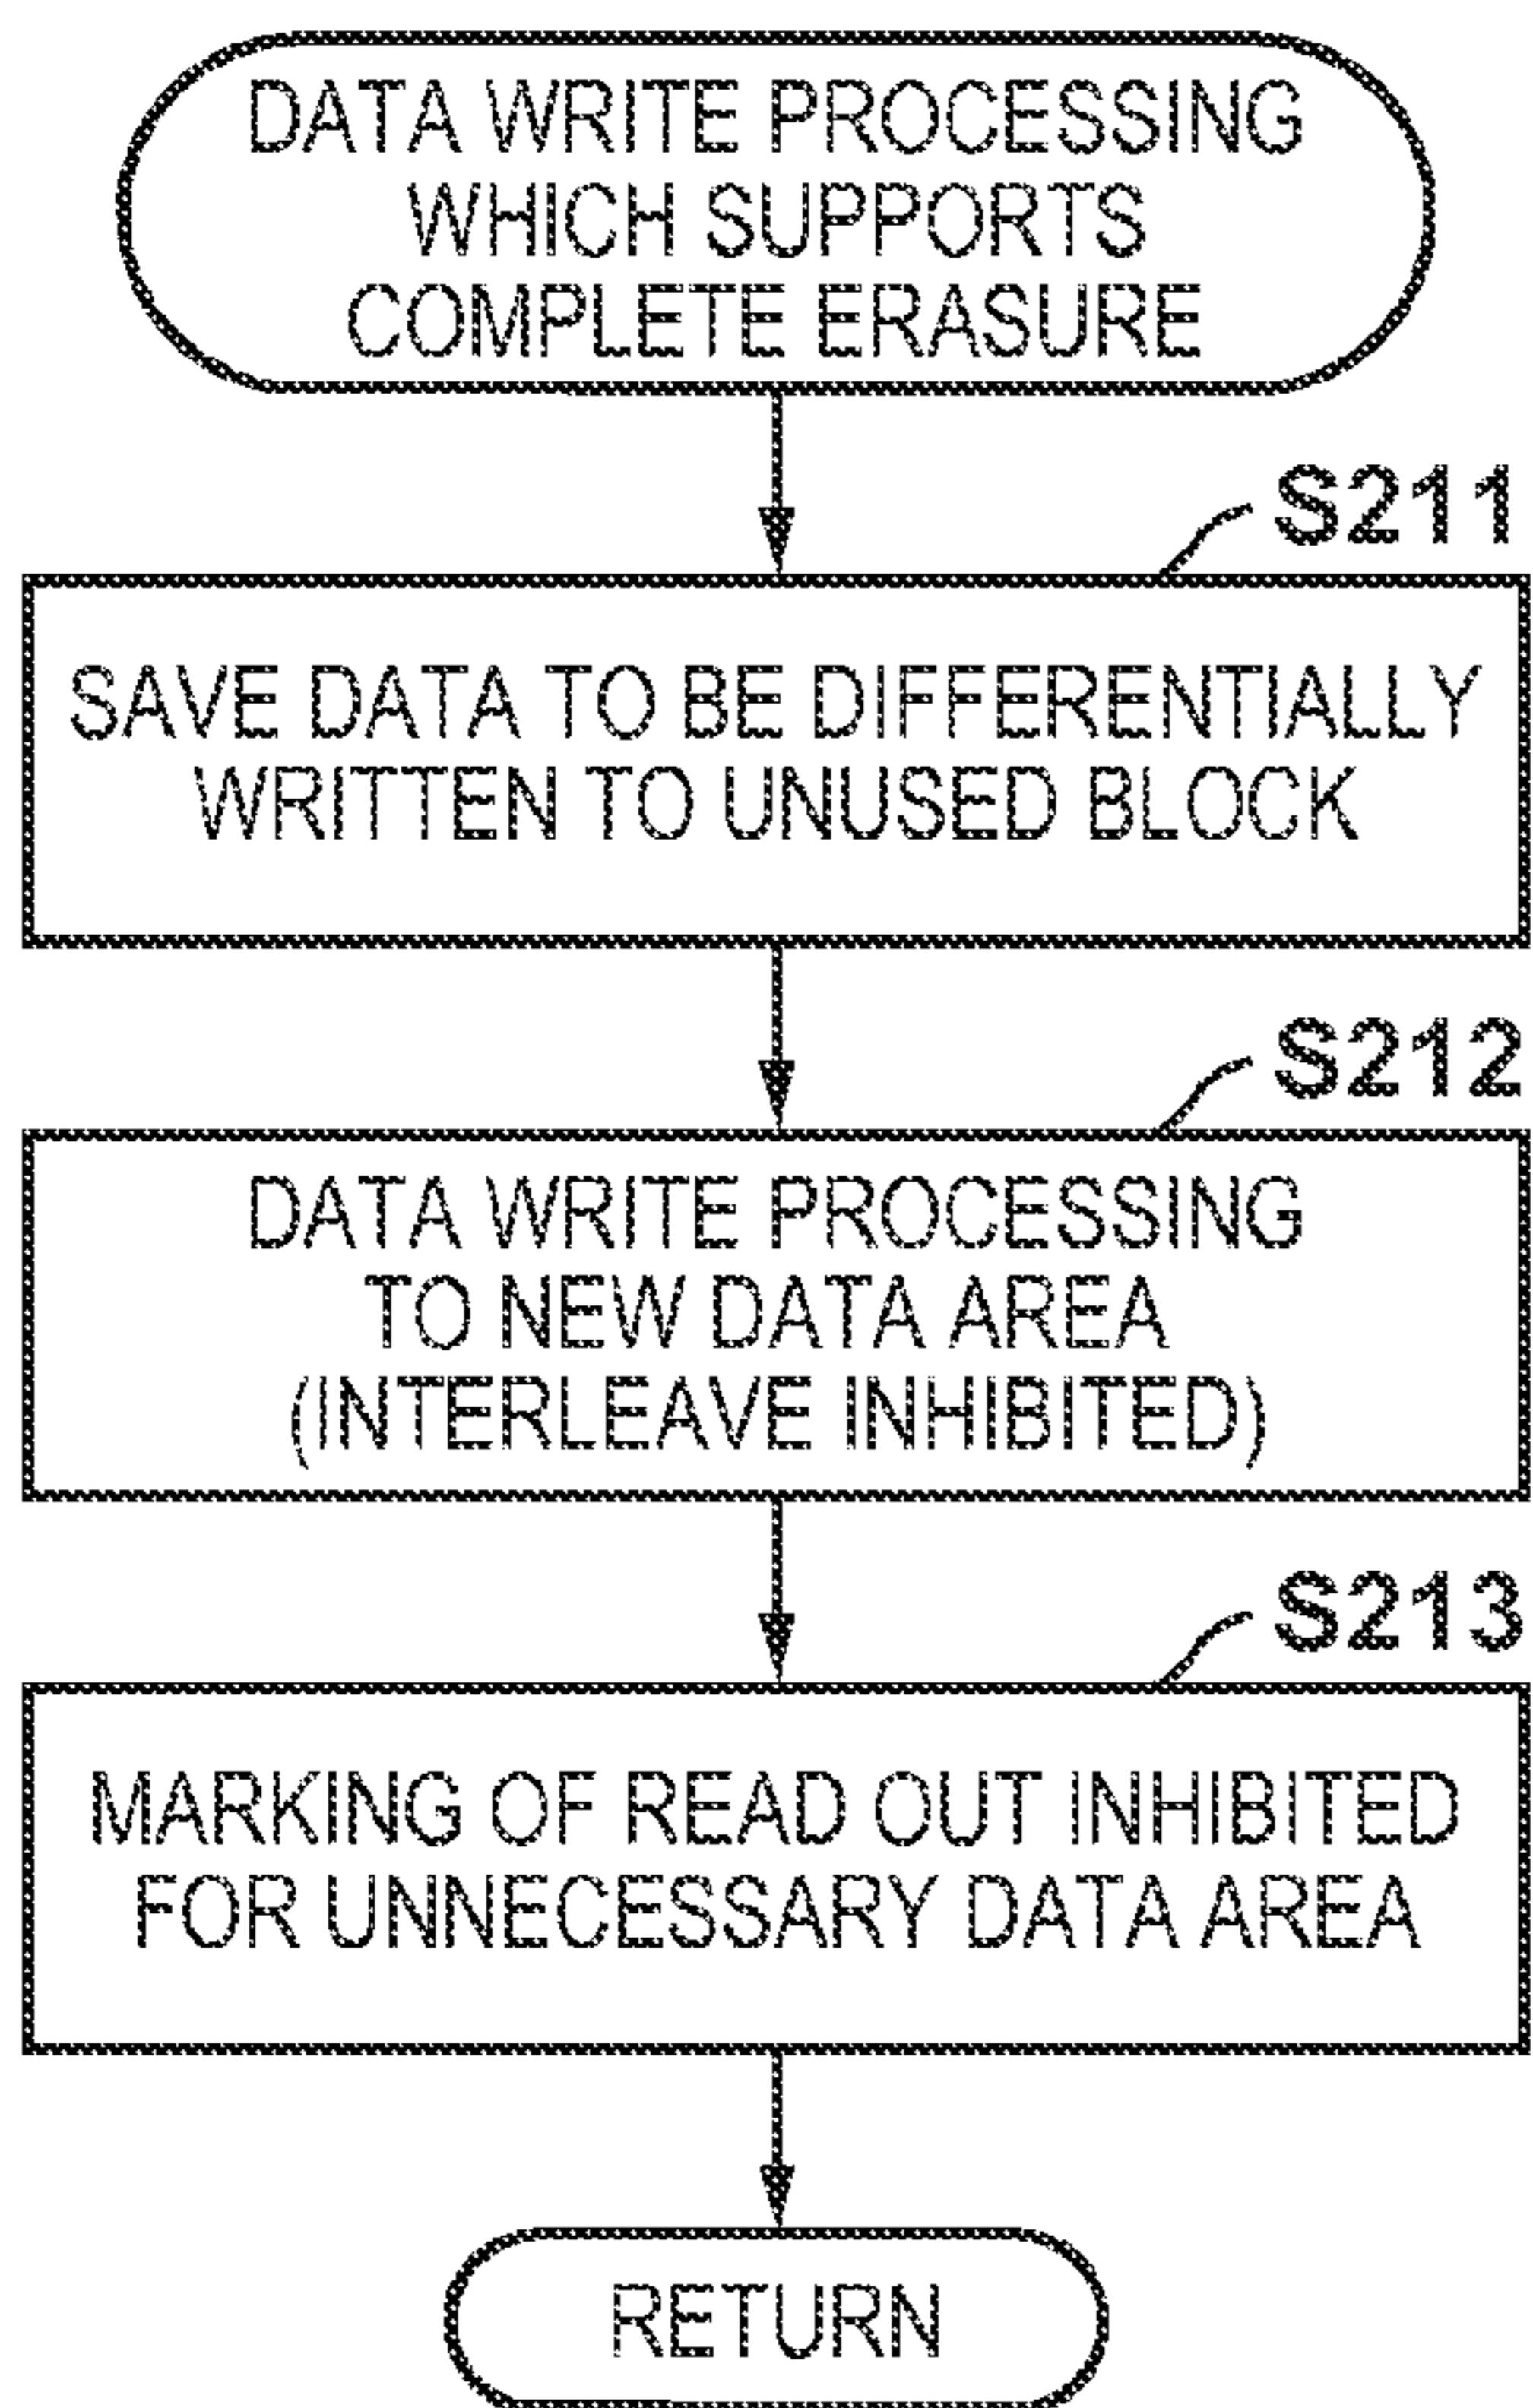 DATA WRITE PROCESSING
WHICH SUPPORTS
COMPLETE ERASURE
S211
SAVE DATA TO BE DIFFERENTIALLY
WRITTEN TO UNUSED BLOCK
S212
DATA WRITE PROCESSING
TO NEW DATA AREA
(INTERLEAVE INHIBITED)
S213
MARKING OF READ OUT INHIBITED
FOR UNNECESSARY DATA AREA
RETURN